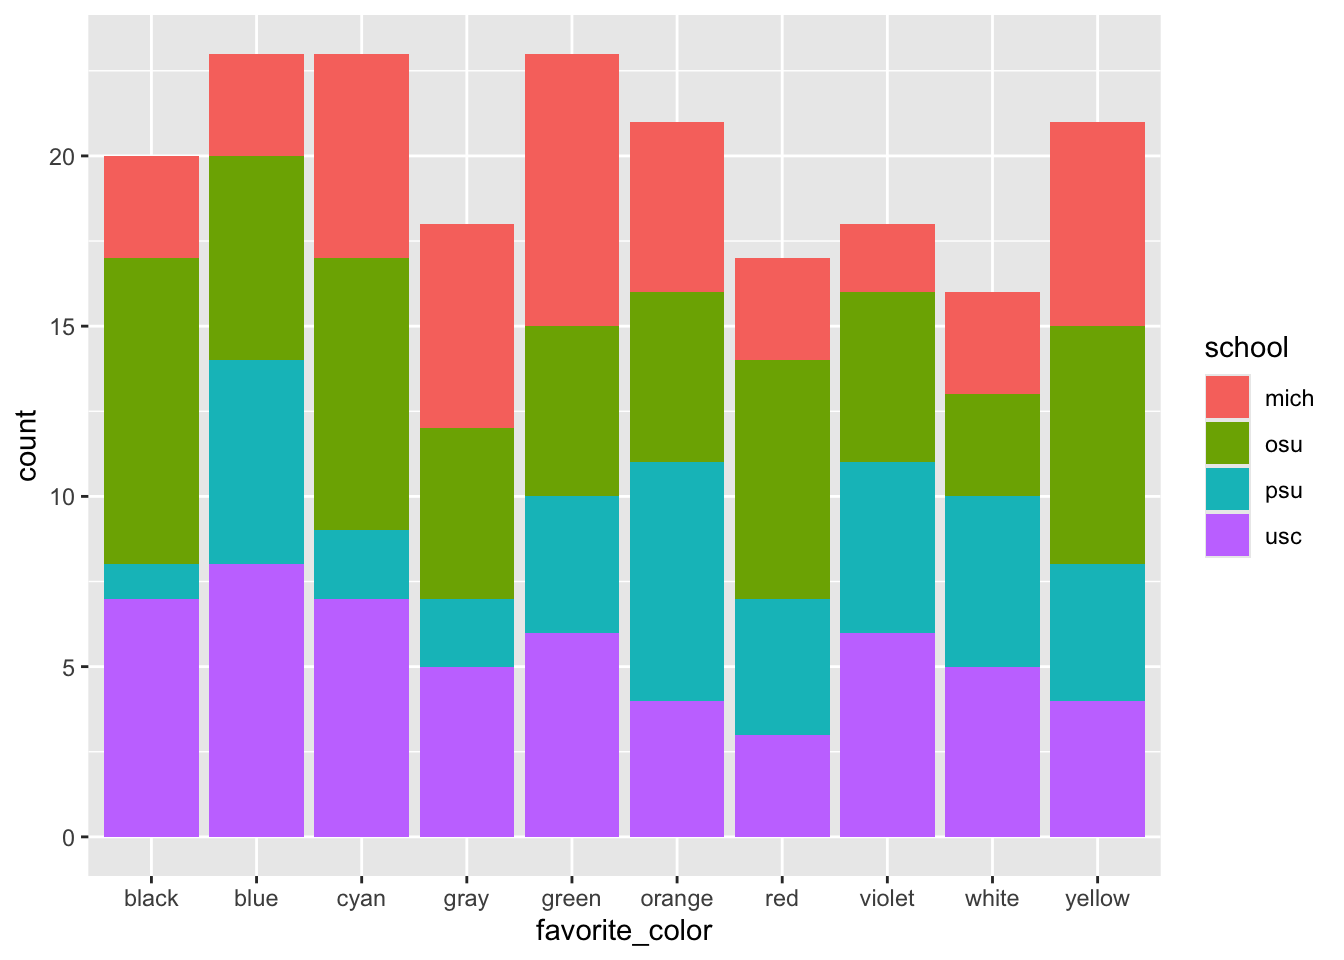 20
15
10
5
0
count
black blue cyan gray green orange red violet white yellow
favorite_color
school
mich
osu
psu
usc